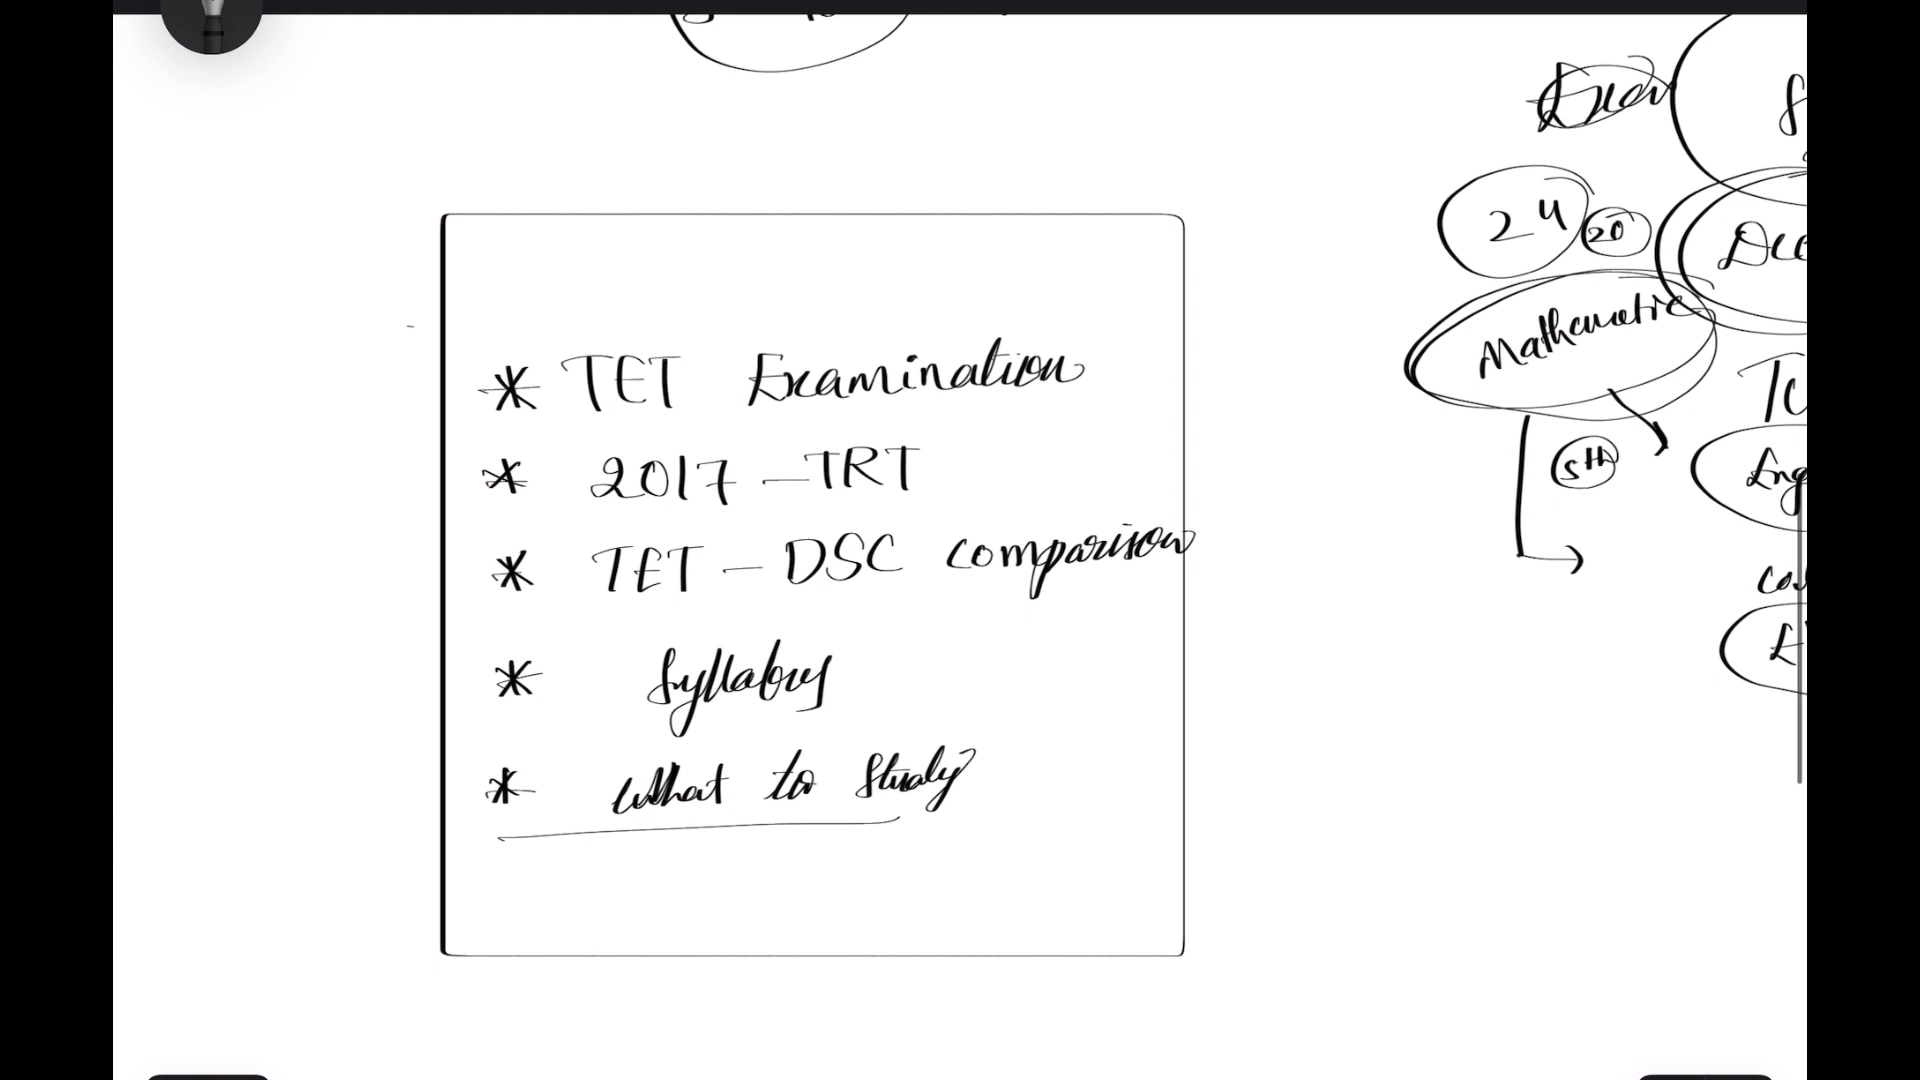 * TET Examination
* 2017 - TRT
* TET - DSC comparison
* Syllabus
* What to Study
24
20
Mathematic
5th